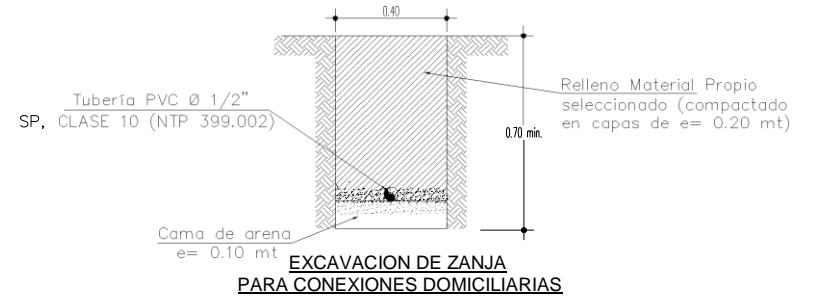 0.40
Tubería PVC Ø 1/2"
SP, CLASE 10 (NTP 399.002)
Relleno Material Propio
seleccionado (compactado
en capas de e= 0.20 mt)
0.70 min.
Cama de arena
e= 0.10 mt
EXCAVACION DE ZANJA
PARA CONEXIONES DOMICILIARIAS